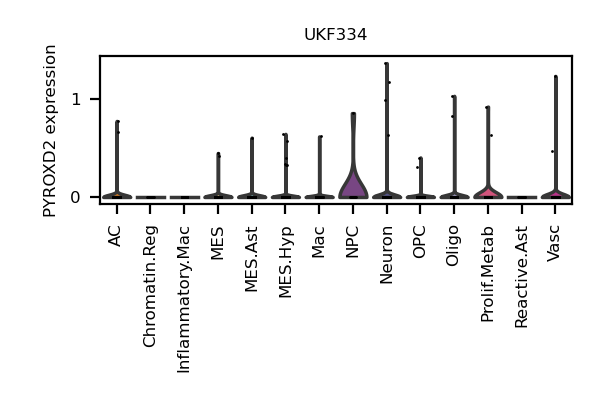 UKF334
PYROXD2 expression
1
0
AC
Chromatin.Reg
Inflammatory.Mac
MES
MES.Ast
MES.Hyp
Mac
NPC
Neuron
OPC
Oligo
Prolif.Metab
Reactive.Ast
Vasc